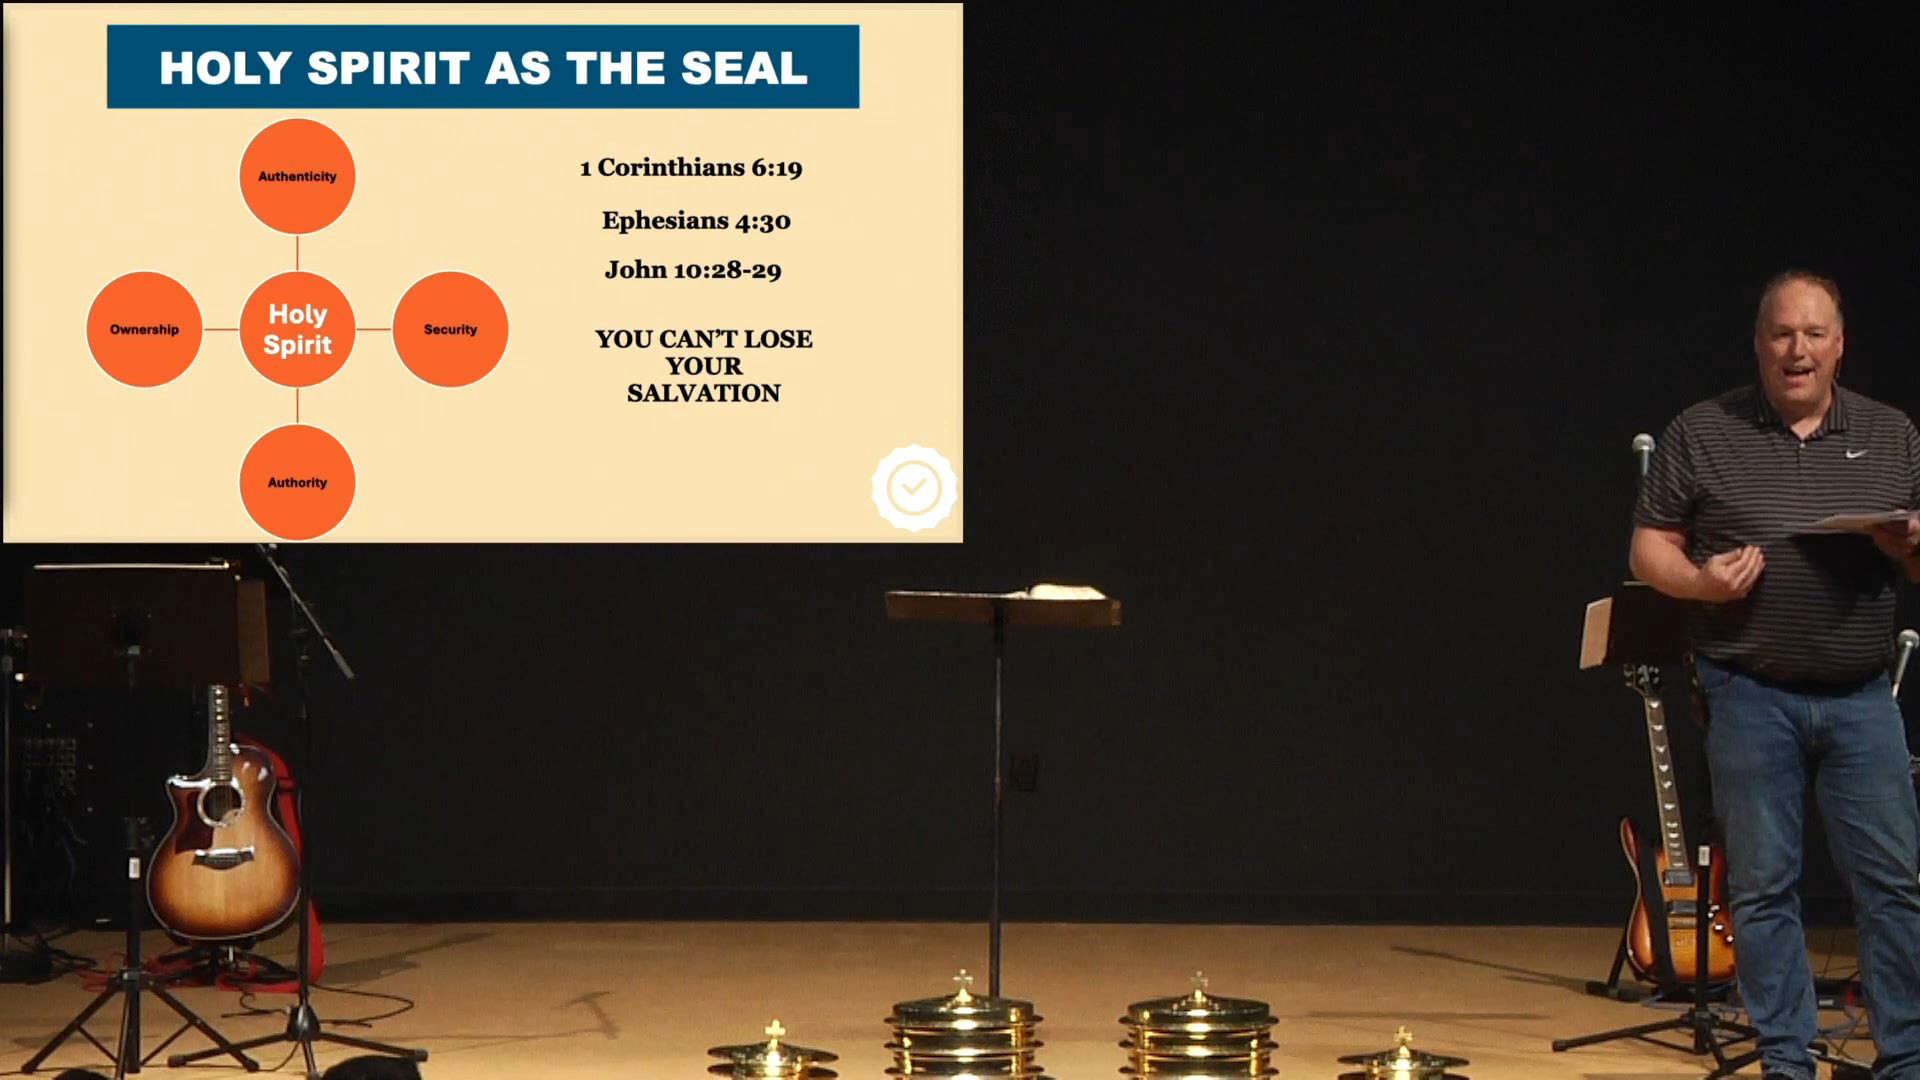 HOLY SPIRIT AS THE SEAL
Authenticity
Ownership
Holy
Spirit
Security
Authority
1 Corinthians 6:19
Ephesians 4:30
John 10:28-29
YOU CAN’T LOSE
YOUR
SALVATION